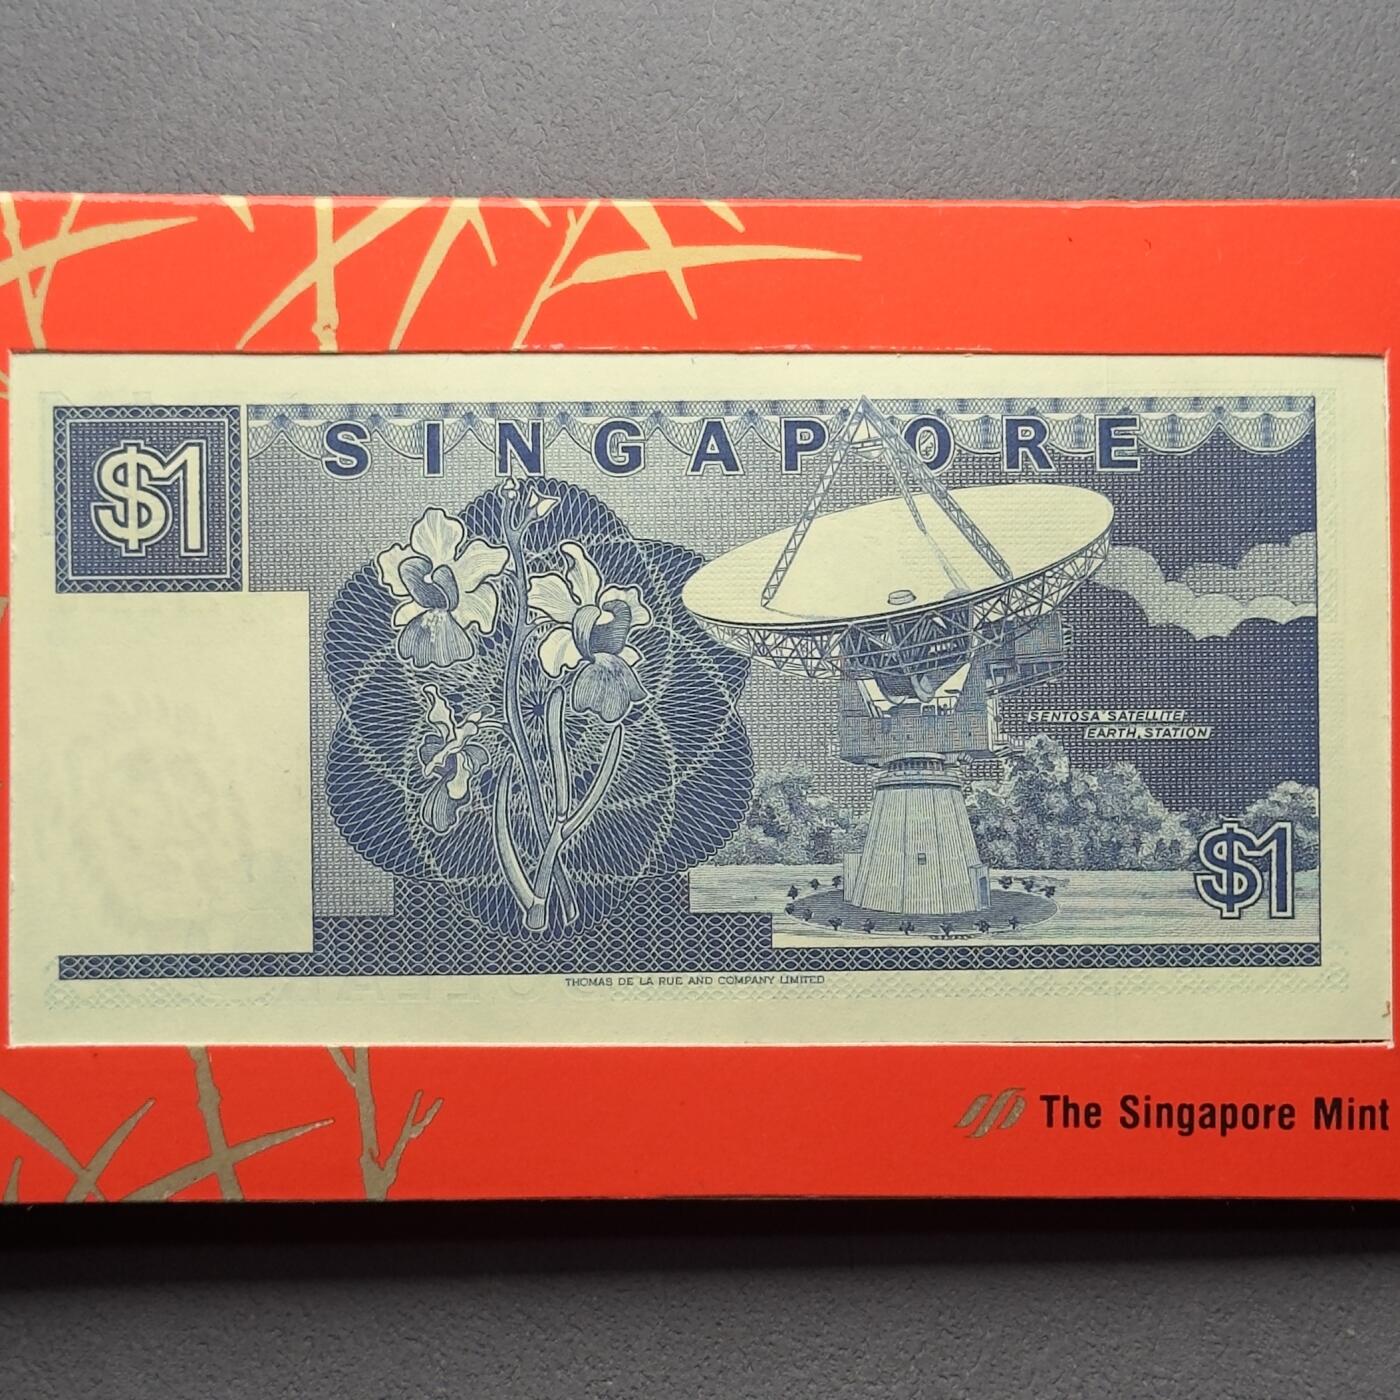 $1
SINGAPORE
SENTOSA SATELLITE
EARTH STATION
$1
THOMAS DE LA RUE AND COMPANY LIMITED
The Singapore Mint